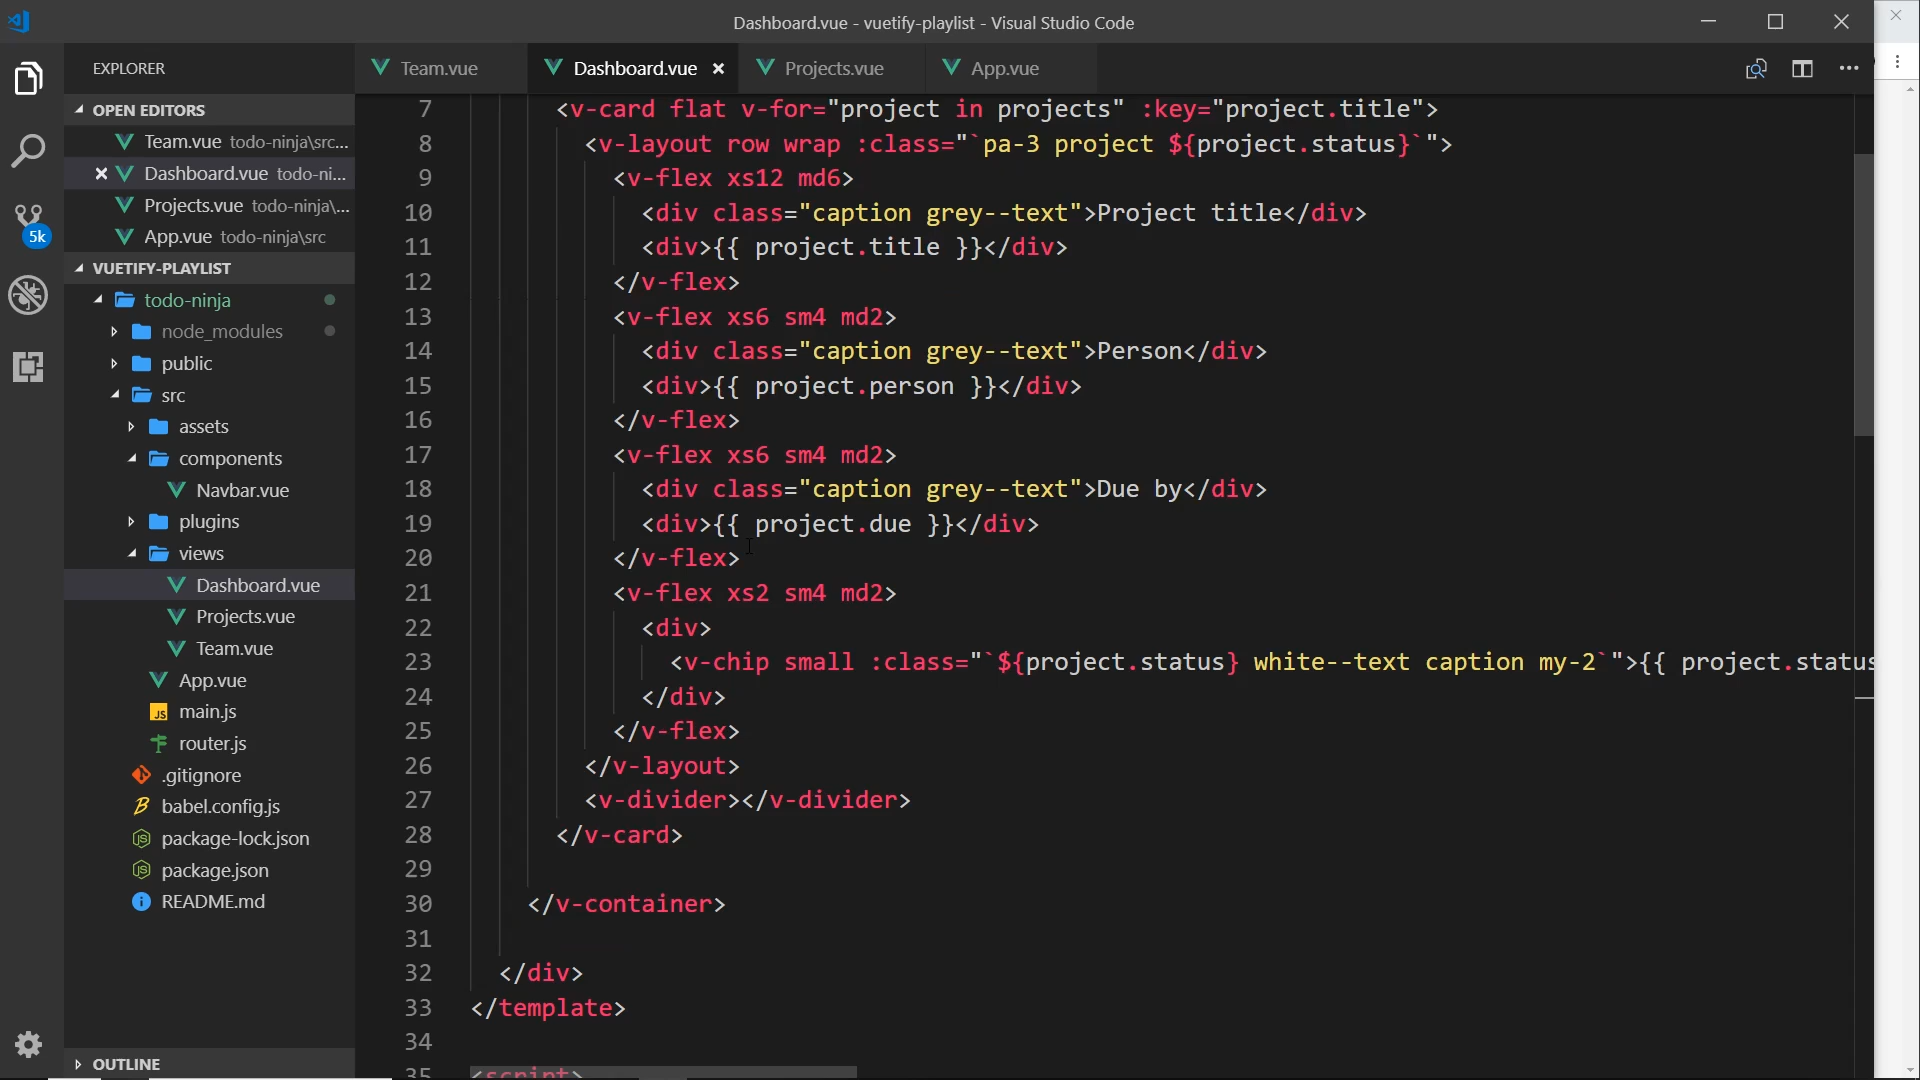 Dashboard.vue - vuetify-playlist - Visual Studio Code
EXPLORER
OPEN EDITORS
Team.vue todo-ninja\src...
Dashboard.vue todo-ni...
Projects.vue todo-ninja\...
App.vue todo-ninja\src
VUETIFY-PLAYLIST
todo-ninja
node_modules
public
src
assets
components
Navbar.vue
plugins
views
Dashboard.vue
Projects.vue
Team.vue
App.vue
JS main.js
router.js
.gitignore
babel.config.js
package-lock.json
package.json
README.md
OUTLINE
5k
Team.vue
Dashboard.vue
Projects.vue
App.vue
7 <v-card flat v-for="project in projects" :key="project.title">
8 <v-layout row wrap :class="`pa-3 project ${project.status}`">
9 <v-flex xs12 md6>
10 <div class="caption grey--text">Project title</div>
11 <div>{{ project.title }}</div>
12 </v-flex>
13 <v-flex xs6 sm4 md2>
14 <div class="caption grey--text">Person</div>
15 <div>{{ project.person }}</div>
16 </v-flex>
17 <v-flex xs6 sm4 md2>
18 <div class="caption grey--text">Due by</div>
19 <div>{{ project.due }}</div>
20 </v-flex>
21 <v-flex xs2 sm4 md2>
22 <div>
23 <v-chip small :class="`${project.status} white--text caption my-2`">{{ project.status
24 </div>
25 </v-flex>
26 </v-layout>
27 <v-divider></v-divider>
28 </v-card>
29
30 </v-container>
31
32 </div>
33 </template>
34
35 <script>